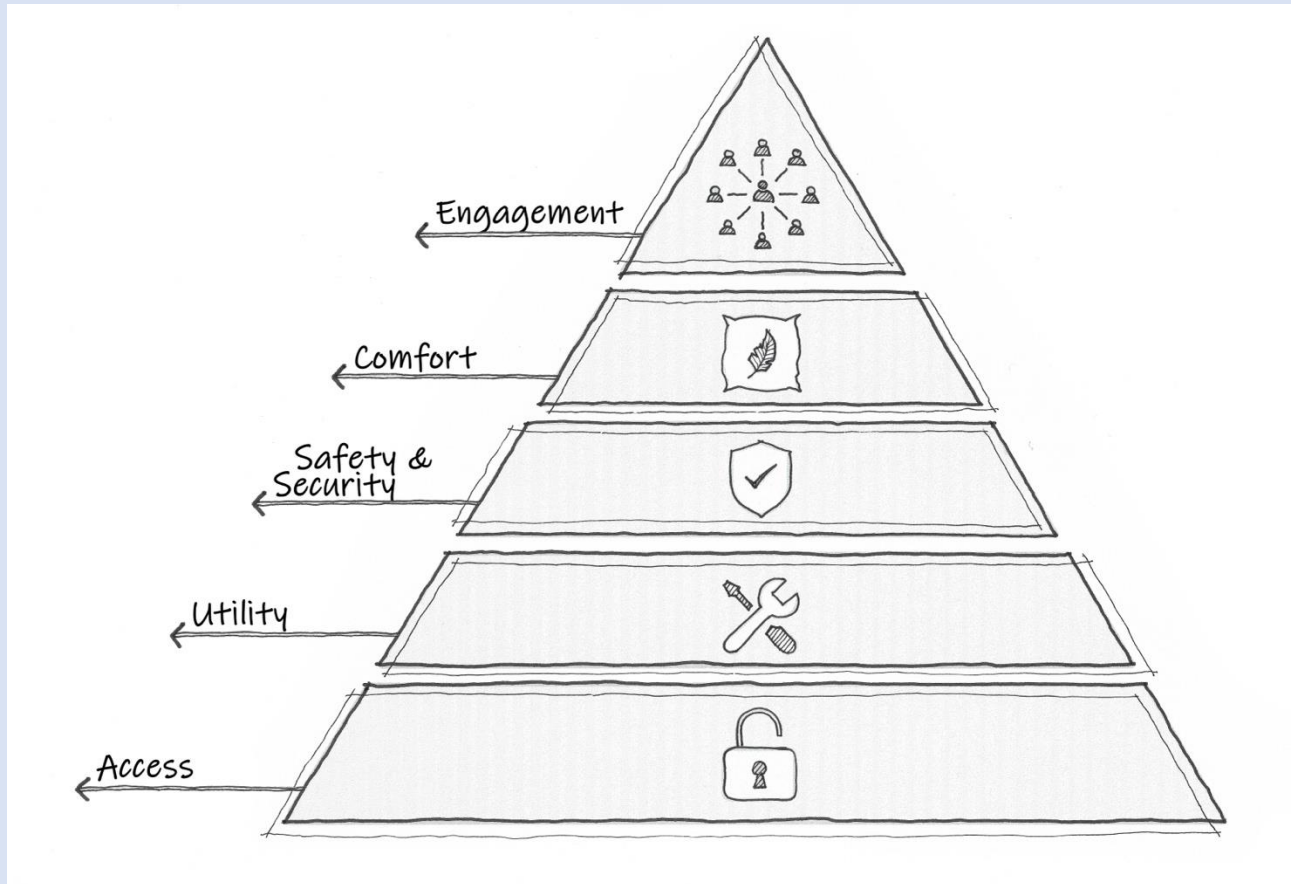 Engagement
Comfort
Safety &
Security
Utility
Access